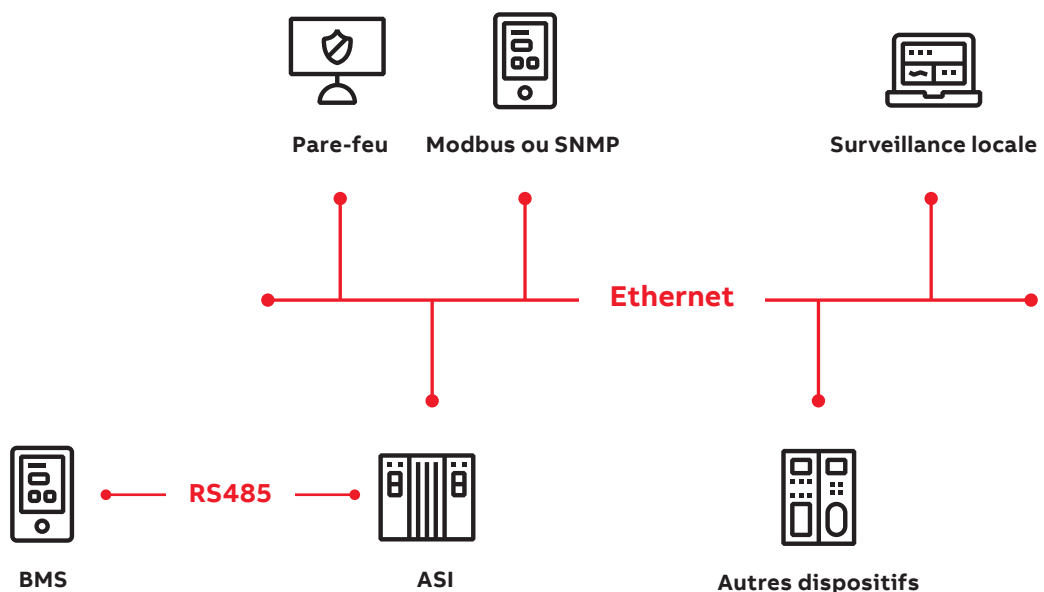 Pare-feu
Modbus ou SNMP
Surveillance locale
Ethernet
RS485
BMS
ASI
Autres dispositifs